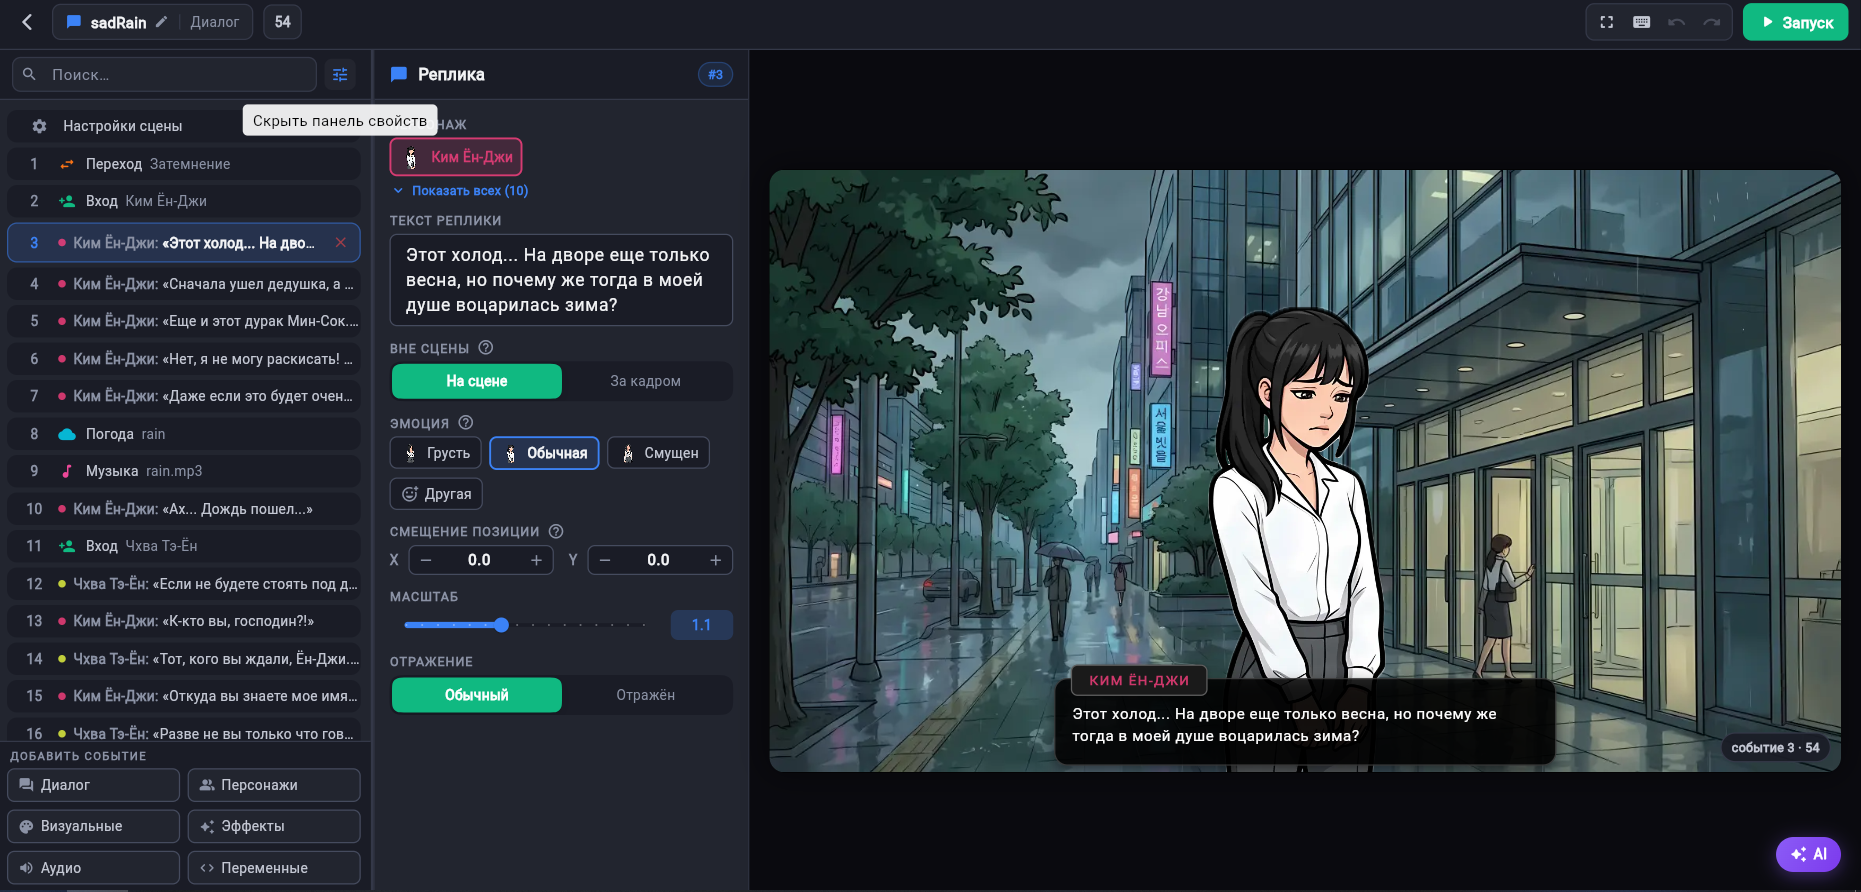 sadRain
Диалог
54
Запуск
Поиск...
Реплика
#3
Скрыть панель свойств
НАЖ
Настройки сцены
1 Переход Затемнение
2 Вход Ким Ён-Джи
3 Ким Ён-Джи: «Этот холод... На дво...
4 Ким Ён-Джи: «Сначала ушел дедушка, а ...
5 Ким Ён-Джи: «Еще и этот дурак Мин-Сок...
6 Ким Ён-Джи: «Нет, я не могу раскисать! ...
7 Ким Ён-Джи: «Даже если это будет очен...
8 Погода rain
9 Музыка rain.mp3
10 Ким Ён-Джи: «Ах... Дождь пошел...»
11 Вход Чхва Тэ-Ён
12 Чхва Тэ-Ён: «Если не будете стоять под д...
13 Ким Ён-Джи: «К-кто вы, господин?!»
14 Чхва Тэ-Ён: «Тот, кого вы ждали, Ён-Джи...
15 Ким Ён-Джи: «Откуда вы знаете мое имя...
16 Чхва Тэ-Ён: «Разве не вы только что гов...
ДОБАВИТЬ СОБЫТИЕ
Диалог
Персонажи
Визуальные
Эффекты
Аудио
Переменные
Ким Ён-Джи
Показать всех (10)
ТЕКСТ РЕПЛИКИ
Этот холод... На дворе еще только
весна, но почему же тогда в моей
душе воцарилась зима?
ВНЕ СЦЕНЫ
На сцене
За кадром
ЭМОЦИЯ
Грусть
Обычная
Смущен
Другая
СМЕЩЕНИЕ ПОЗИЦИИ
X − 0.0 +
Y − 0.0 +
МАСШТАБ
1.1
ОТРАЖЕНИЕ
Обычный
Отражён
강남오피스
КИМ ЁН-ДЖИ
Этот холод... На дворе еще только весна, но почему же
тогда в моей душе воцарилась зима?
событие 3 · 54
AI